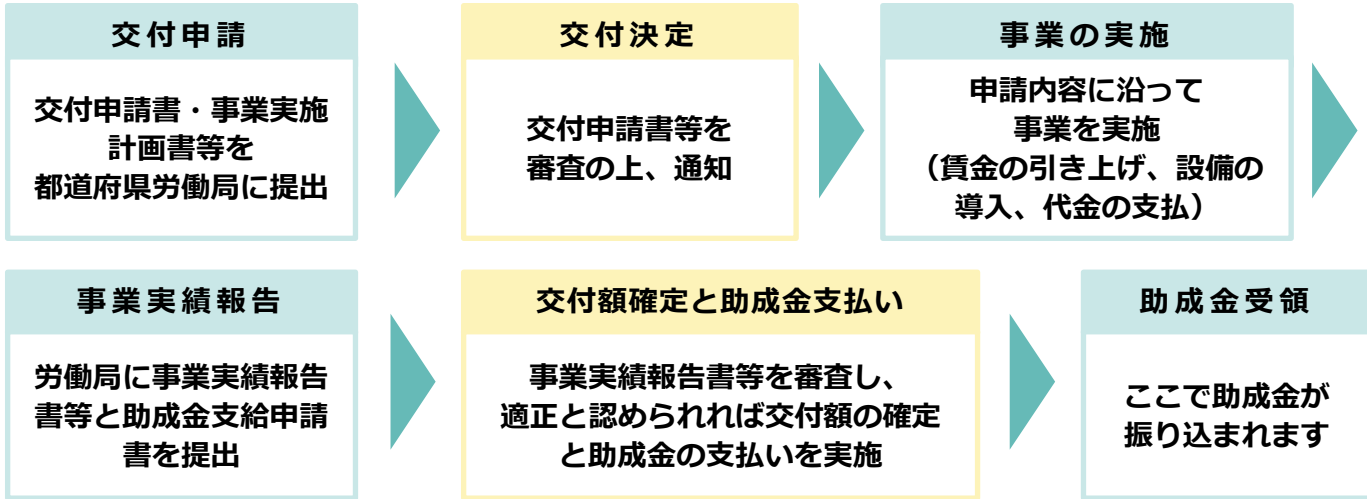 交付申請
交付申請書・事業実施
計画書等を
都道府県労働局に提出
交付決定
交付申請書等を
審査の上、通知
事業の実施
申請内容に沿って
事業を実施
（賃金の引き上げ、設備の
導入、代金の支払）
事業実績報告
労働局に事業実績報告
書等と助成金支給申請
書を提出
交付額確定と助成金支払い
事業実績報告書等を審査し、
適正と認められれば交付額の確定
と助成金の支払いを実施
助成金受領
ここで助成金が
振り込まれます